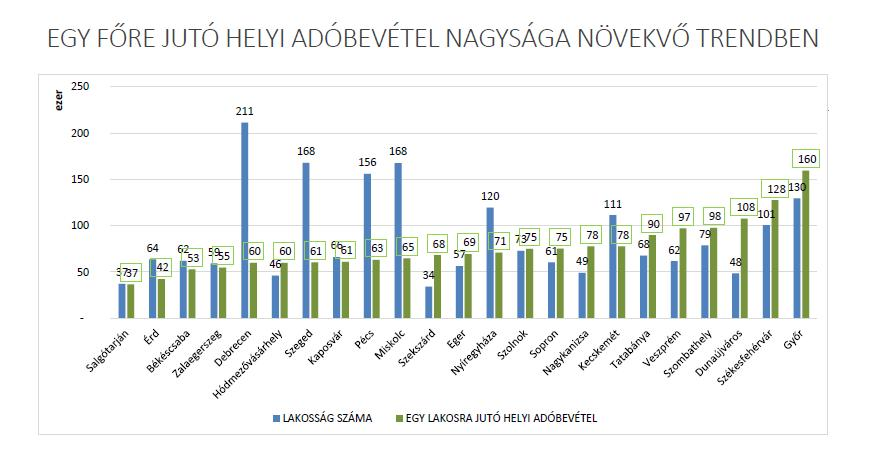 EGY FŐRE JUTÓ HELYI ADÓBEVÉTEL NAGYSÁGA NÖVEKVŐ TRENDBEN
ezer
250
200
150
100
50
-
37 37
64 42
62 53
59 55
211 60
46 60
168 61
66 61
156 63
168 65
34 68
57 69
120 71
73 75
61 75
49 78
111 78
68 90
62 97
79 98
48 108
101 128
130 160
Salgótarján
Érd
Békéscsaba
Zalaegerszeg
Debrecen
Hódmezővásárhely
Szeged
Kaposvár
Pécs
Miskolc
Szekszárd
Eger
Nyíregyháza
Szolnok
Sopron
Nagykanizsa
Kecskemét
Tatabánya
Veszprém
Szombathely
Dunaújváros
Székesfehérvár
Győr
LAKOSSÁG SZÁMA
EGY LAKOSRA JUTÓ HELYI ADÓBEVÉTEL